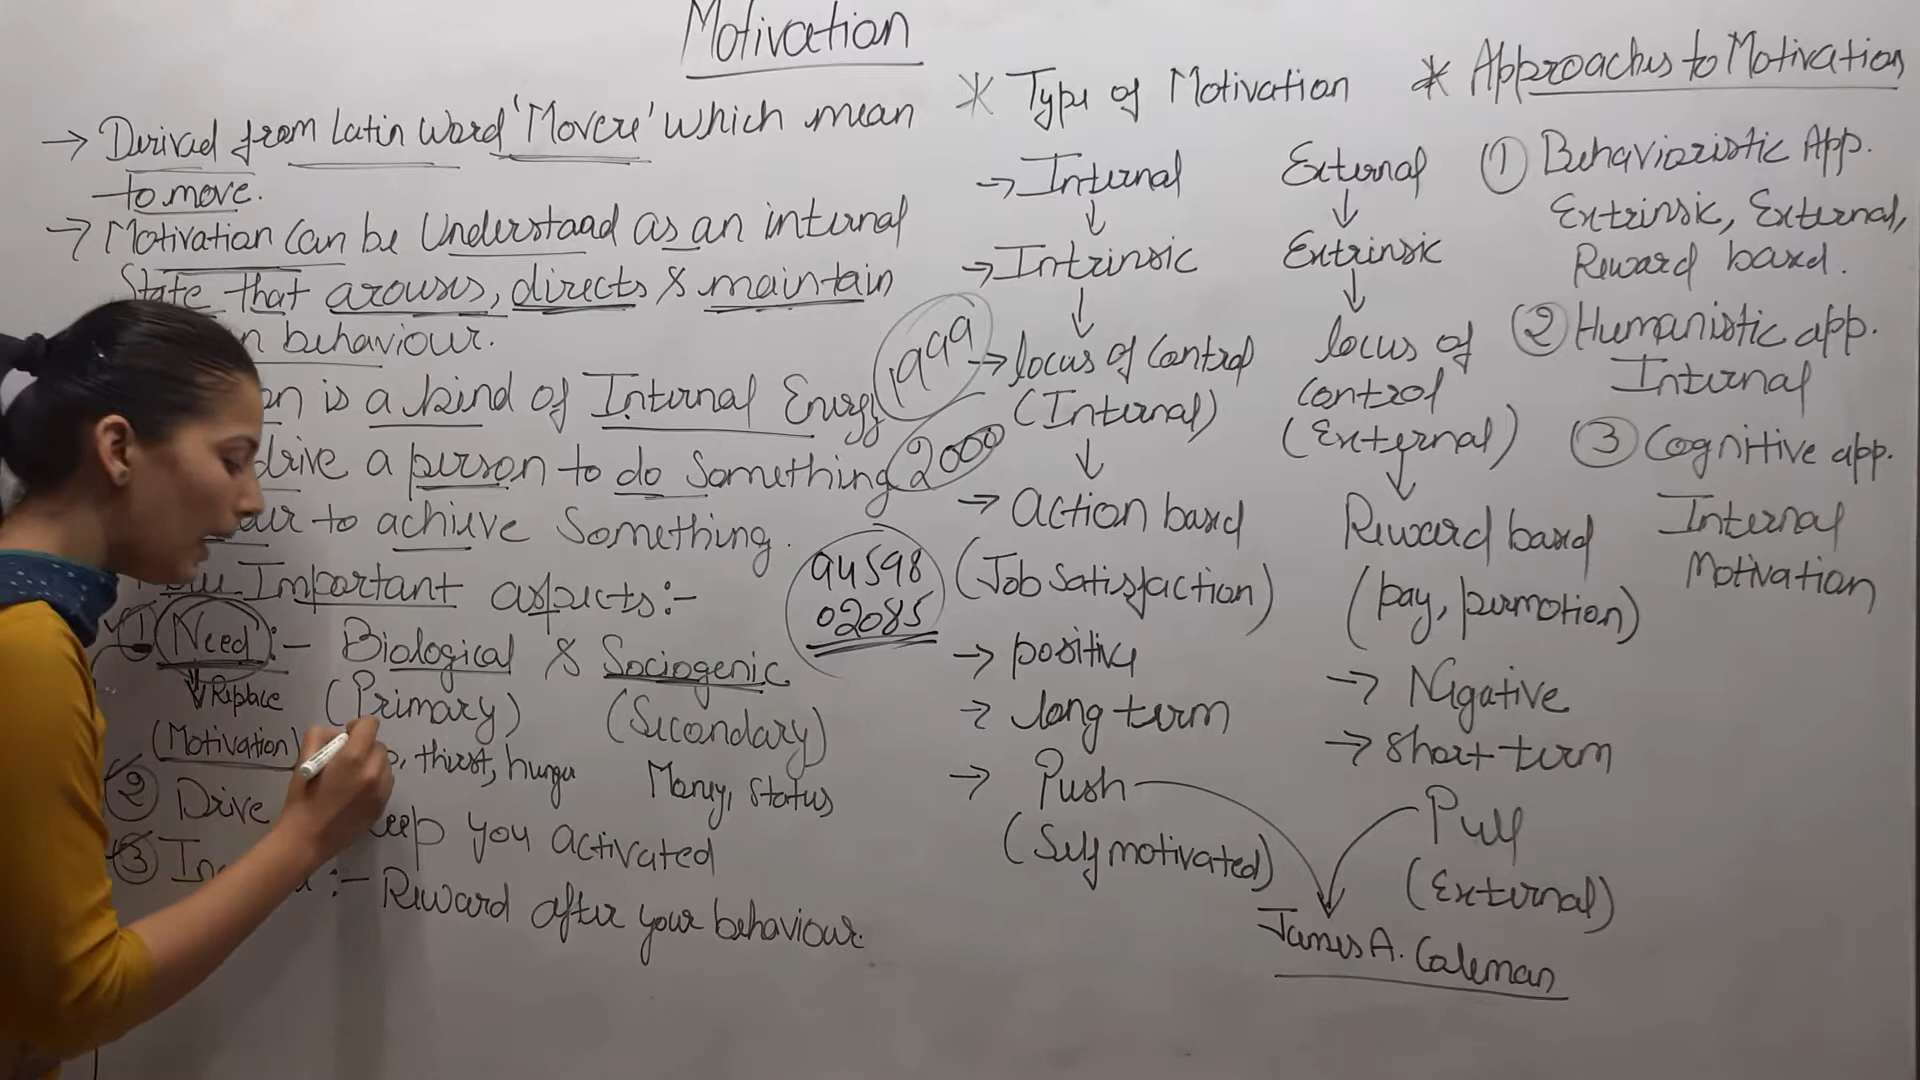 Motivation
→ Derived from Latin Word 'Movere' which mean
to move.
→ Motivation can be Understaad as an internal
State that arouses, directs & maintain
behaviour.
is a kind of Internal Energy
drive a person to do Something
to achieve Something.
Important aspects:-
① Need :- Biological & Sociogenic
↓ Replace (Primary) (Secondary)
(Motivation) thirst, hunger Money, Status
② Drive keep you activated
③ :- Reward after your behaviour.
1999
2000
94598
02085
* Type of Motivation
→ Internal External
↓ ↓
→ Intrinsic Extrinsic
↓ ↓
→ locus of Control locus of
(Internal) control
(External)
↓ ↓
→ Action based Reward based
(Job Satisfaction) (pay, permotion)
→ positive → Nigative
→ long term → Short term
→ Push Pull
(Self motivated) (External)
James A. Coleman
* Approaches to Motivation
① Behavioristic App.
Extrinsic, External,
Reward based.
② Humanistic app.
Internal
③ Cognitive app.
Internal
Motivation